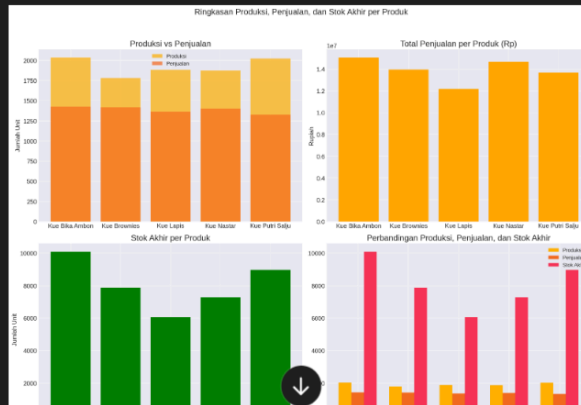 Ringkasan Produksi, Penjualan, dan Stok Akhir per Produk
Produksi vs Penjualan
Produksi
Penjualan
Jumlah Unit
2000
1750
1500
1250
1000
750
500
250
0
Kue Bika Ambon Kue Brownies Kue Lapis Kue Nastar Kue Putri Salju
Total Penjualan per Produk (Rp)
1e7
Rupiah
1.4
1.2
1.0
0.8
0.6
0.4
0.2
0.0
Kue Bika Ambon Kue Brownies Kue Lapis Kue Nastar Kue Putri Salju
Stok Akhir per Produk
Jumlah Unit
10000
8000
6000
4000
2000
Perbandingan Produksi, Penjualan, dan Stok Akhir
Produks
Penjuala
Stok Ak
10000
8000
6000
4000
2000